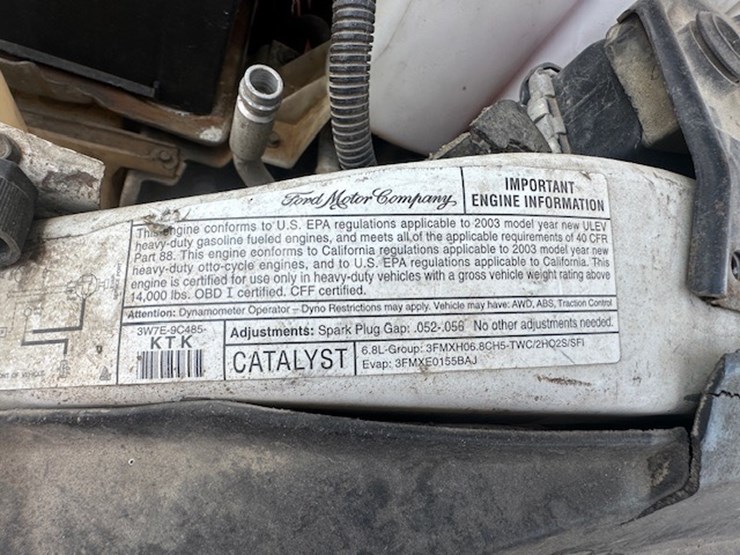 Ford Motor Company
IMPORTANT
ENGINE INFORMATION
This engine conforms to U.S. EPA regulations applicable to 2003 model year new ULEV
heavy-duty gasoline fueled engines, and meets all of the applicable requirements of 40 CFR
Part 88. This engine conforms to California regulations applicable to 2003 model year new
heavy-duty otto-cycle engines, and to U.S. EPA regulations applicable to California. This
engine is certified for use only in heavy-duty vehicles with a gross vehicle weight rating above
14,000 lbs. OBD I certified. CFF certified.
Attention: Dynamometer Operator – Dyno Restrictions may apply. Vehicle may have: AWD, ABS, Traction Control
3W7E-9C485-
KTK
Adjustments: Spark Plug Gap: .052-.056 No other adjustments needed.
CATALYST
6.8L-Group: 3FMXH06.8CH5-TWC/2HO2S/SFI
Evap: 3FMXE0155BAJ
OF VEHICLE